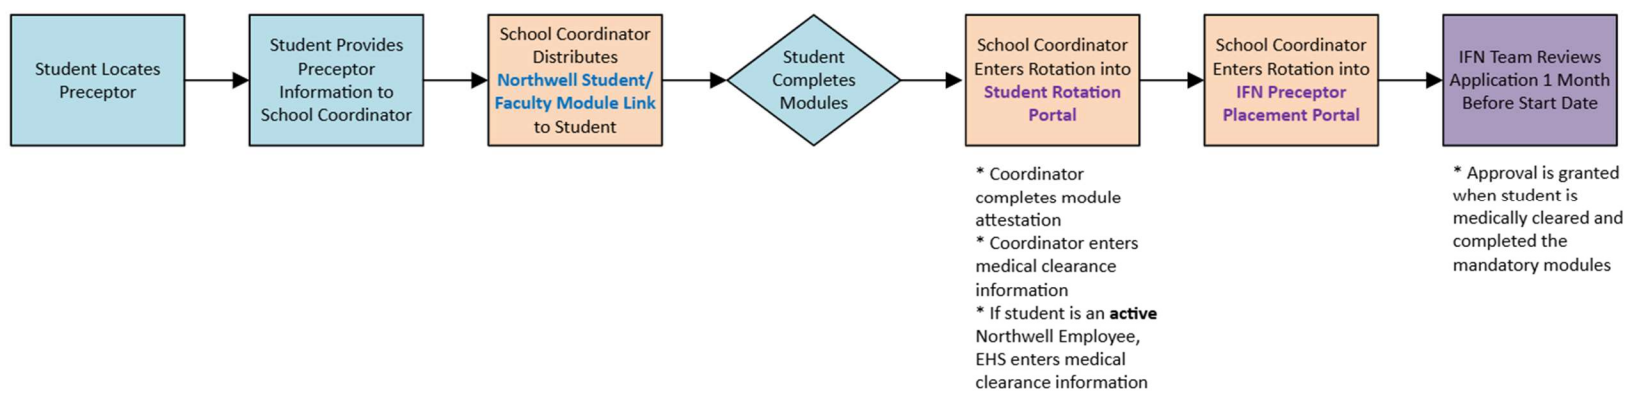 Student Locates
Preceptor
Student Provides
Preceptor
Information to
School Coordinator
School Coordinator
Distributes
Northwell Student/
Faculty Module Link
to Student
Student
Completes
Modules
School Coordinator
Enters Rotation into
Student Rotation
Portal
School Coordinator
Enters Rotation into
IFN Preceptor
Placement Portal
IFN Team Reviews
Application 1 Month
Before Start Date
* Coordinator
completes module
attestation
* Coordinator enters
medical clearance
information
* If student is an active
Northwell Employee,
EHS enters medical
clearance information
* Approval is granted
when student is
medically cleared and
completed the
mandatory modules